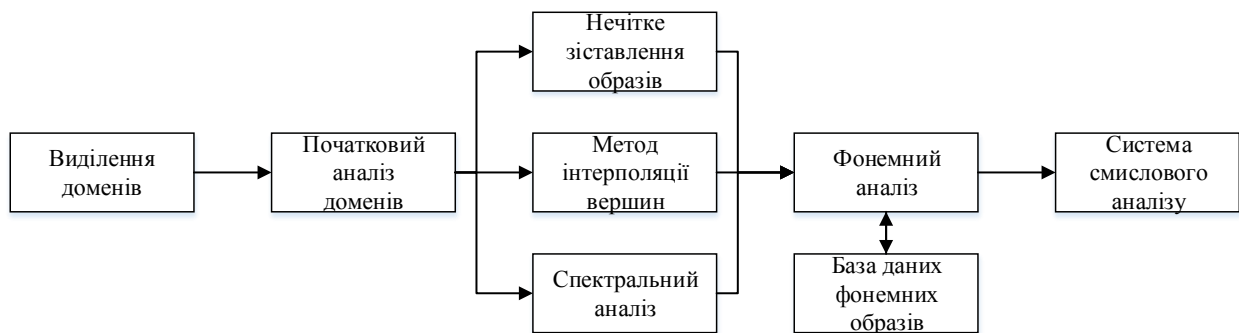 Нечітке
зіставлення
образів
Виділення
доменів
Початковий
аналіз
доменів
Метод
інтерполяції
вершин
Фонемний
аналіз
Система
смислового
аналізу
Спектральний
аналіз
База даних
фонемних
образів